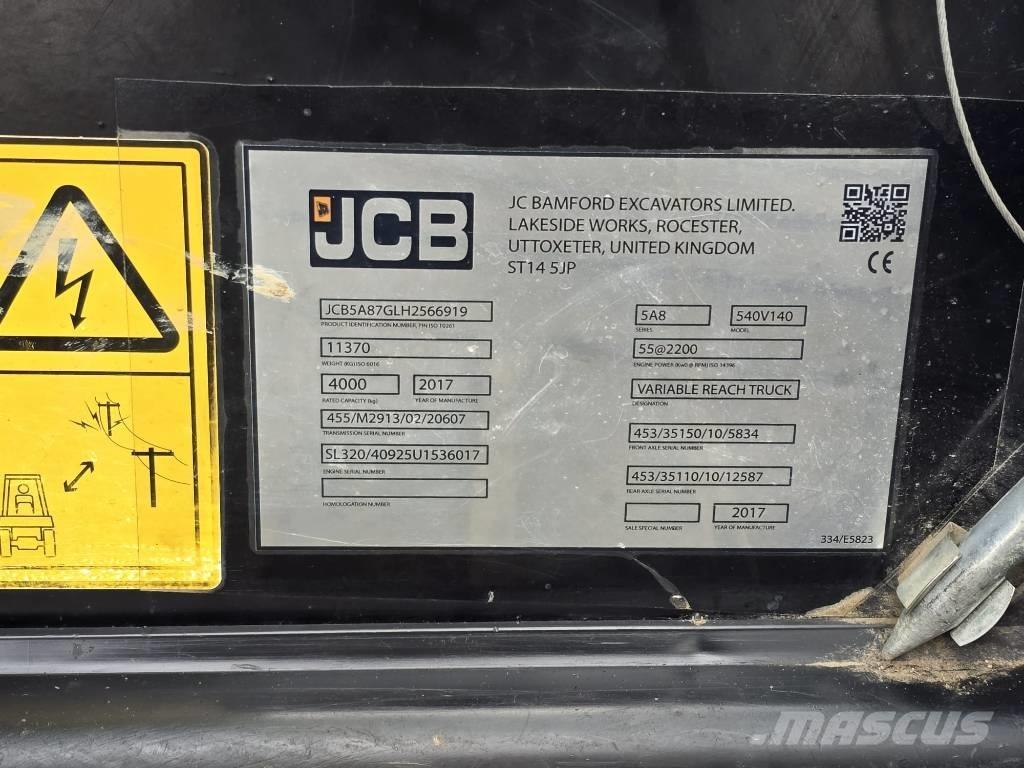 JCB
JC BAMFORD EXCAVATORS LIMITED.
LAKESIDE WORKS, ROCESTER,
UTTOXETER, UNITED KINGDOM
ST14 5JP
CE
JCB5A87GLH2566919
PRODUCT IDENTIFICATION NUMBER, PIN ISO 10261
11370
WEIGHT (KG) ISO 6016
4000 2017
RATED CAPACITY (kg) YEAR OF MANUFACTURE
455/M2913/02/20607
TRANSMISSION SERIAL NUMBER
SL320/40925U1536017
ENGINE SERIAL NUMBER
HOMOLOGATION NUMBER
5A8 540V140
SERIES MODEL
55@2200
ENGINE POWER (Kw) @ RPM) ISO 14396
VARIABLE REACH TRUCK
DESIGNATION
453/35150/10/5834
FRONT AXLE SERIAL NUMBER
453/35110/10/12587
REAR AXLE SERIAL NUMBER
2017
SALE SPECIAL NUMBER YEAR OF MANUFACTURE
334/E5823
MASCUS